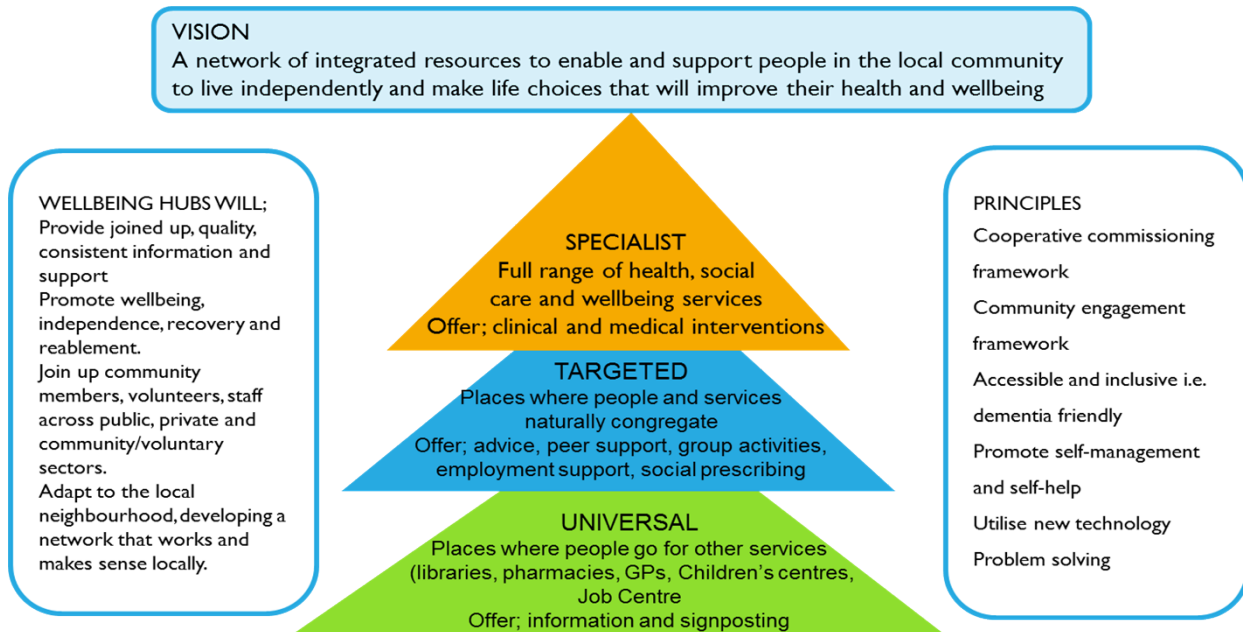 VISION
A network of integrated resources to enable and support people in the local community
to live independently and make life choices that will improve their health and wellbeing
WELLBEING HUBS WILL;
Provide joined up, quality,
consistent information and
support
Promote wellbeing,
independence, recovery and
reablement.
Join up community
members, volunteers, staff
across public, private and
community/voluntary
sectors.
Adapt to the local
neighbourhood, developing a
network that works and
makes sense locally.
SPECIALIST
Full range of health, social
care and wellbeing services
Offer; clinical and medical interventions
TARGETED
Places where people and services
naturally congregate
Offer; advice, peer support, group activities,
employment support, social prescribing
UNIVERSAL
Places where people go for other services
(libraries, pharmacies, GPs, Children’s centres,
Job Centre
Offer; information and signposting
PRINCIPLES
Cooperative commissioning
framework
Community engagement
framework
Accessible and inclusive i.e.
dementia friendly
Promote self-management
and self-help
Utilise new technology
Problem solving